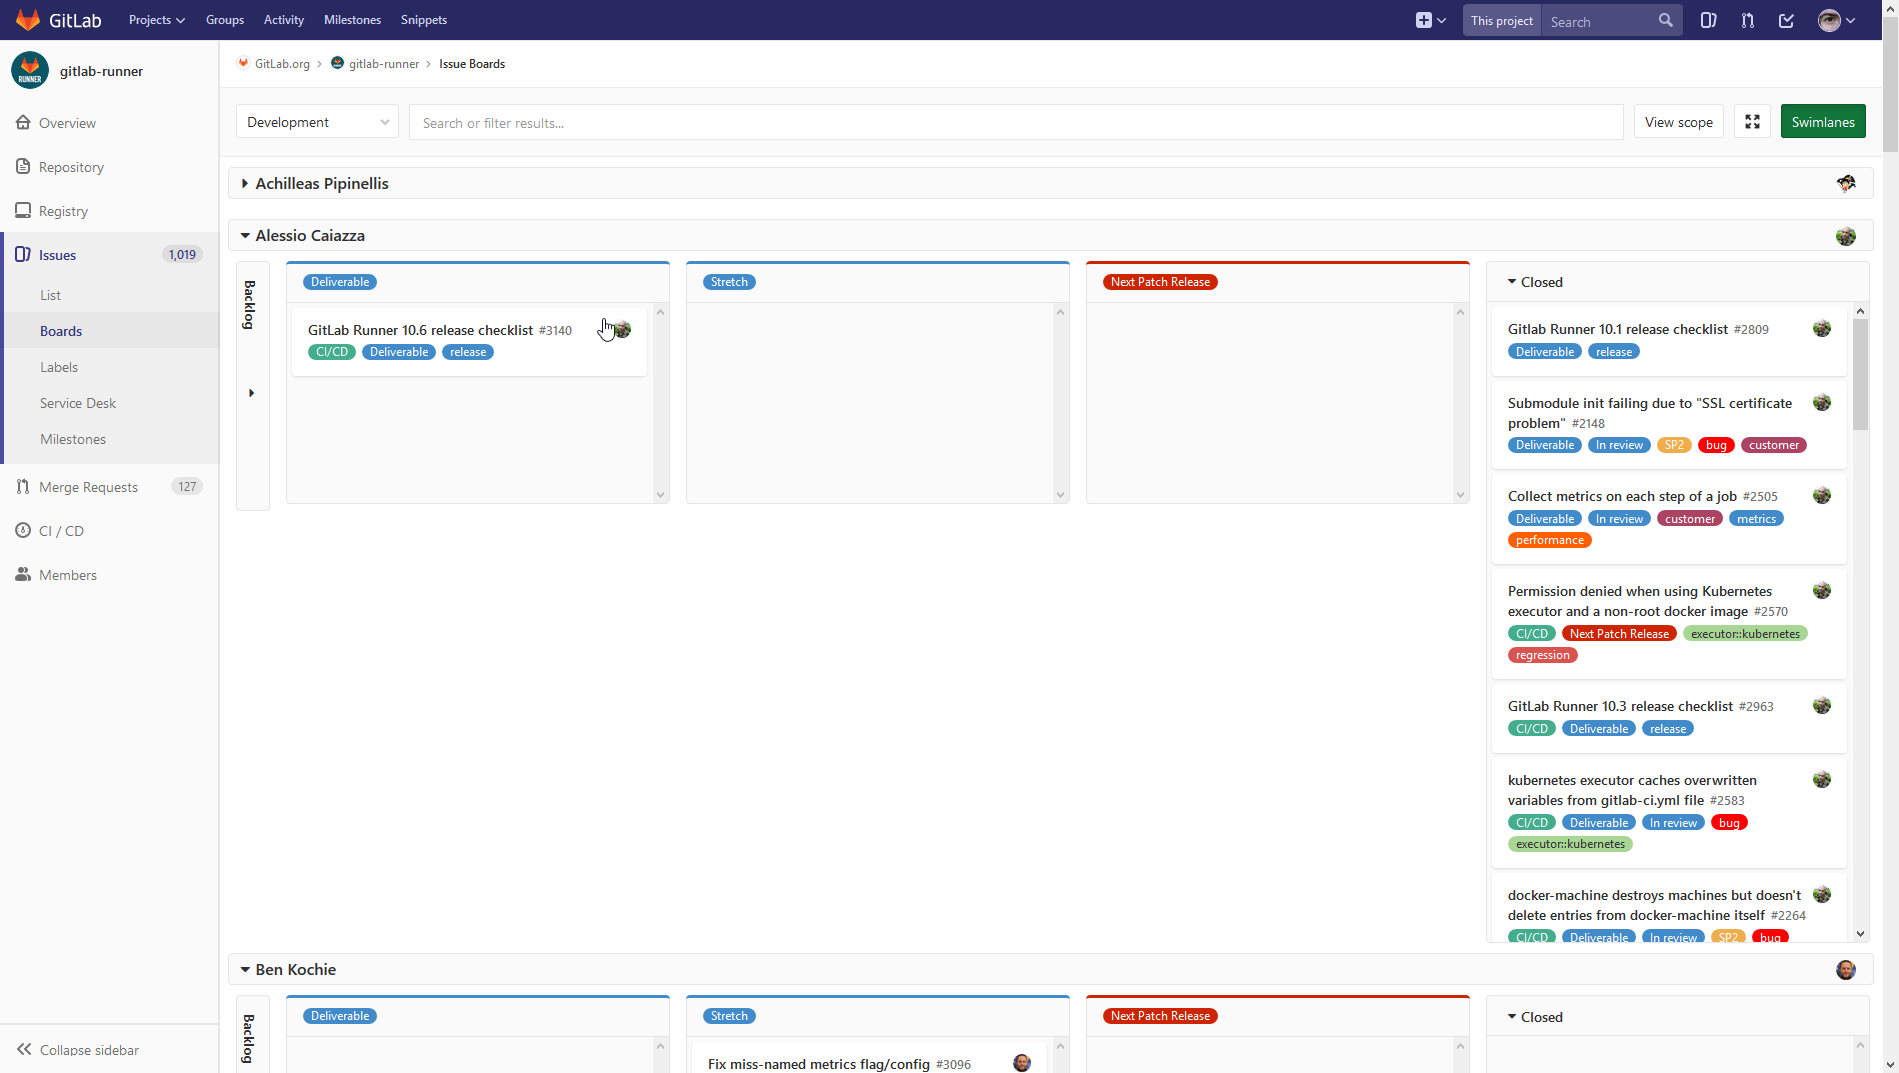 GitLab Projects Groups Activity Milestones Snippets This project Search
RUNNER gitlab-runner
GitLab.org > gitlab-runner > Issue Boards
Overview
Repository
Registry
Issues 1,019
List
Boards
Labels
Service Desk
Milestones
Merge Requests 127
CI / CD
Members
Collapse sidebar
Development Search or filter results... View scope Swimlanes
Achilleas Pipinellis
Alessio Caiazza
Backlog
Deliverable
GitLab Runner 10.6 release checklist #3140
CI/CD Deliverable release
Stretch
Next Patch Release
Closed
Gitlab Runner 10.1 release checklist #2809
Deliverable release
Submodule init failing due to "SSL certificate
problem" #2148
Deliverable In review SP2 bug customer
Collect metrics on each step of a job #2505
Deliverable In review customer metrics
performance
Permission denied when using Kubernetes
executor and a non-root docker image #2570
CI/CD Next Patch Release executor::kubernetes
regression
GitLab Runner 10.3 release checklist #2963
CI/CD Deliverable release
kubernetes executor caches overwritten
variables from gitlab-ci.yml file #2583
CI/CD Deliverable In review bug
executor::kubernetes
docker-machine destroys machines but doesn't
delete entries from docker-machine itself #2264
CI/CD Deliverable In review SP2 bug
Ben Kochie
Backlog
Deliverable
Stretch
Fix miss-named metrics flag/config #3096
Next Patch Release
Closed